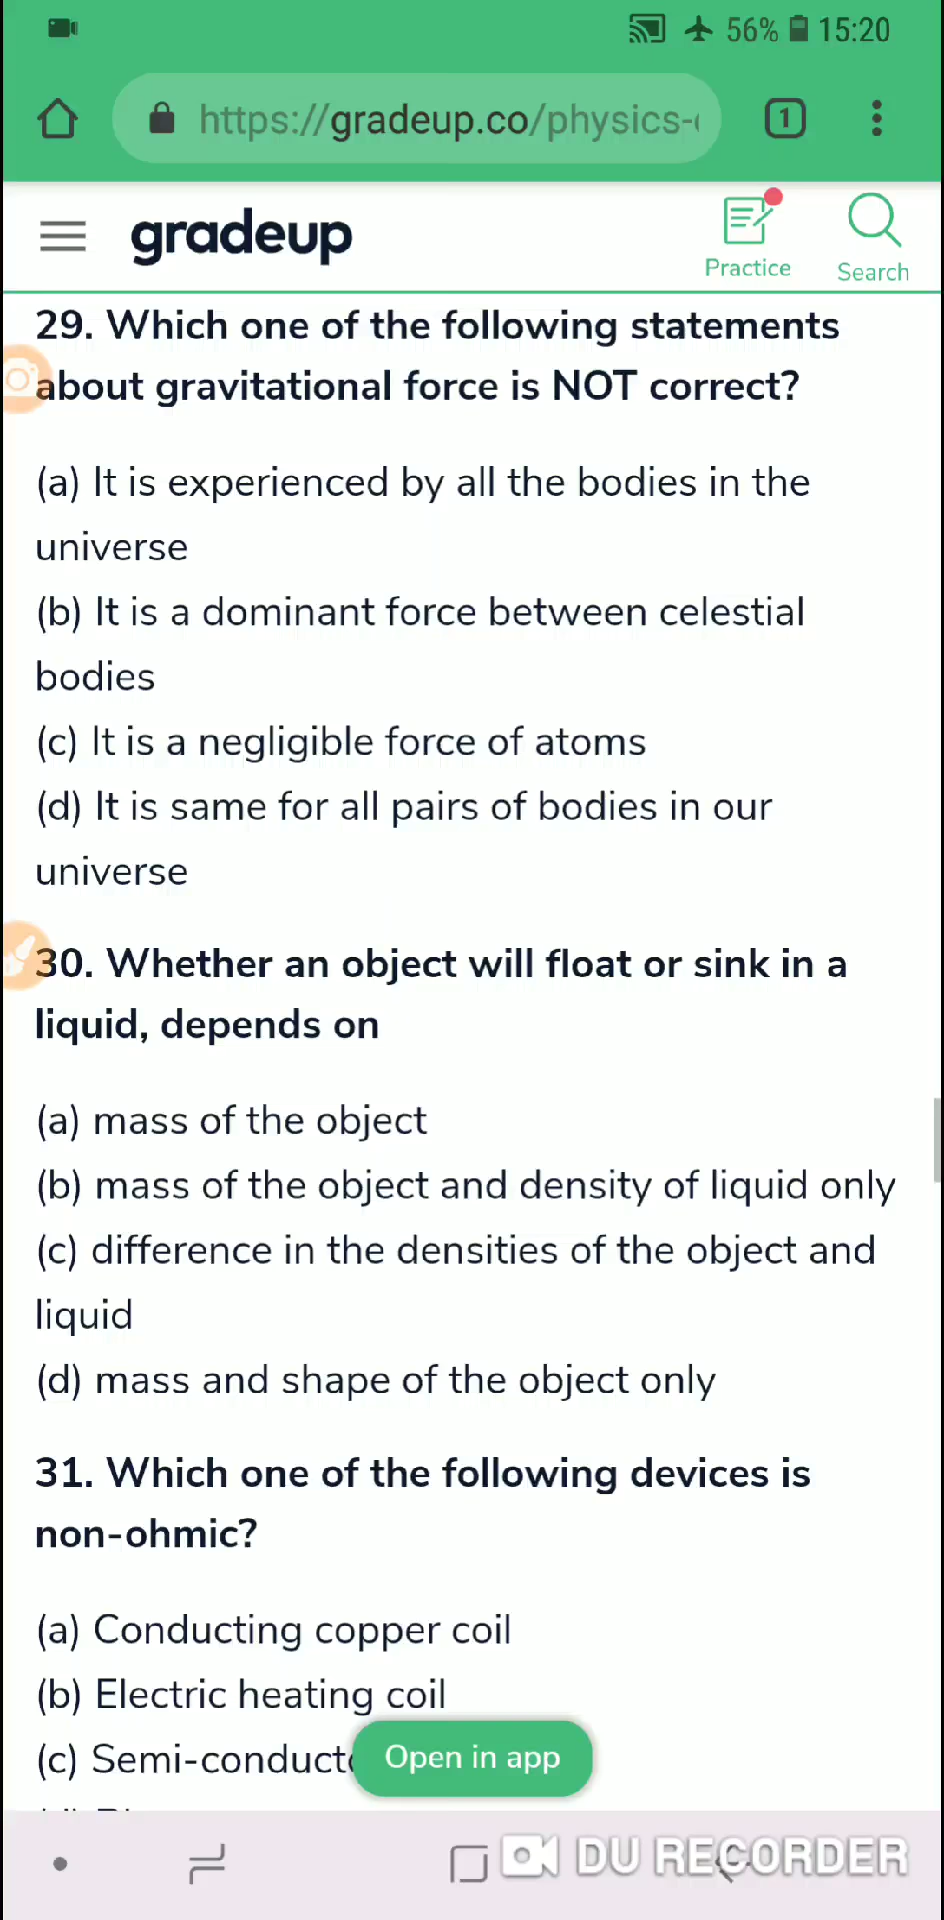 56% 15:20
https://gradeup.co/physics-
1
gradeup
Practice
Search
29. Which one of the following statements
about gravitational force is NOT correct?
(a) It is experienced by all the bodies in the
universe
(b) It is a dominant force between celestial
bodies
(c) It is a negligible force of atoms
(d) It is same for all pairs of bodies in our
universe
30. Whether an object will float or sink in a
liquid, depends on
(a) mass of the object
(b) mass of the object and density of liquid only
(c) difference in the densities of the object and
liquid
(d) mass and shape of the object only
31. Which one of the following devices is
non-ohmic?
(a) Conducting copper coil
(b) Electric heating coil
(c) Semi-conduct
Open in app
DU RECORDER